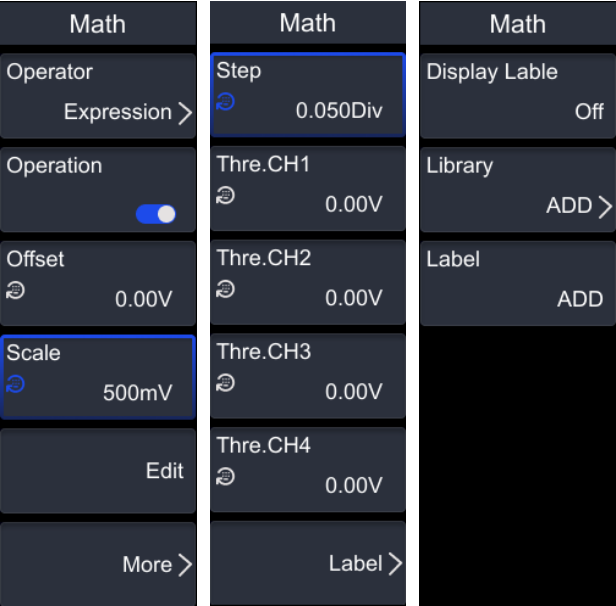 Math
Operator
Expression
Operation
Offset
0.00V
Scale
500mV
Edit
More
Math
Step
0.050Div
Thre.CH1
0.00V
Thre.CH2
0.00V
Thre.CH3
0.00V
Thre.CH4
0.00V
Label
Math
Display Lable
Off
Library
ADD
Label
ADD